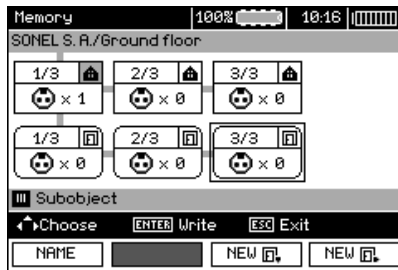 Memory 100% 10:16
SONEL S.A./Ground floor
1/3 2/3 3/3
× 1 × 0 × 0
1/3 2/3 3/3
× 0 × 0 × 0
Subobject
Choose ENTER Write ESC Exit
NAME NEW NEW